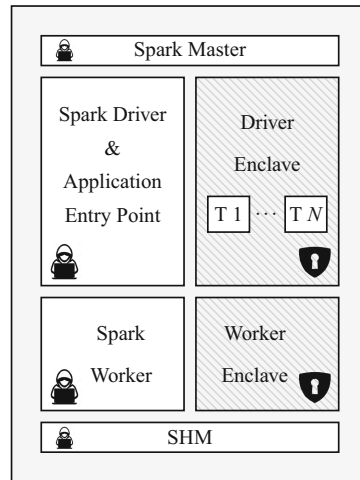 Spark Master
Spark Driver
&
Application
Entry Point
Driver
Enclave
T 1 ··· T N
Spark
Worker
Worker
Enclave
SHM